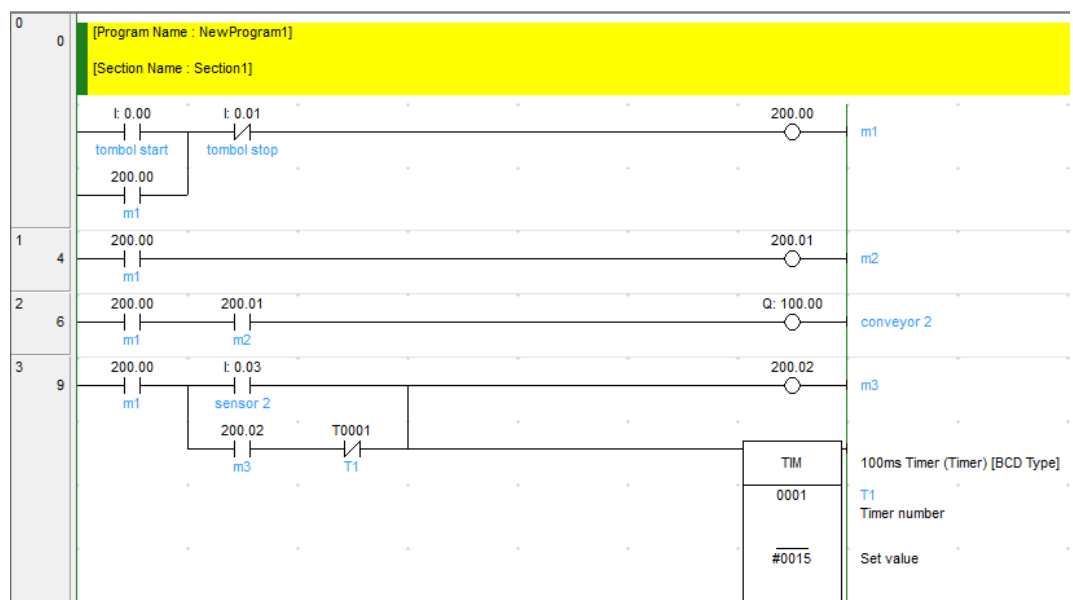 0
0
[Program Name : NewProgram1]
[Section Name : Section1]
I: 0.00 I: 0.01 200.00
m1
tombol start tombol stop
200.00
m1
1
4
200.00 200.01
m2
m1
2
6
200.00 200.01 Q: 100.00
conveyor 2
m1 m2
3
9
200.00 I: 0.03 200.02
m3
m1 sensor 2
200.02 T0001
m3 T1
TIM 100ms Timer (Timer) [BCD Type]
0001 T1
Timer number
#0015 Set value